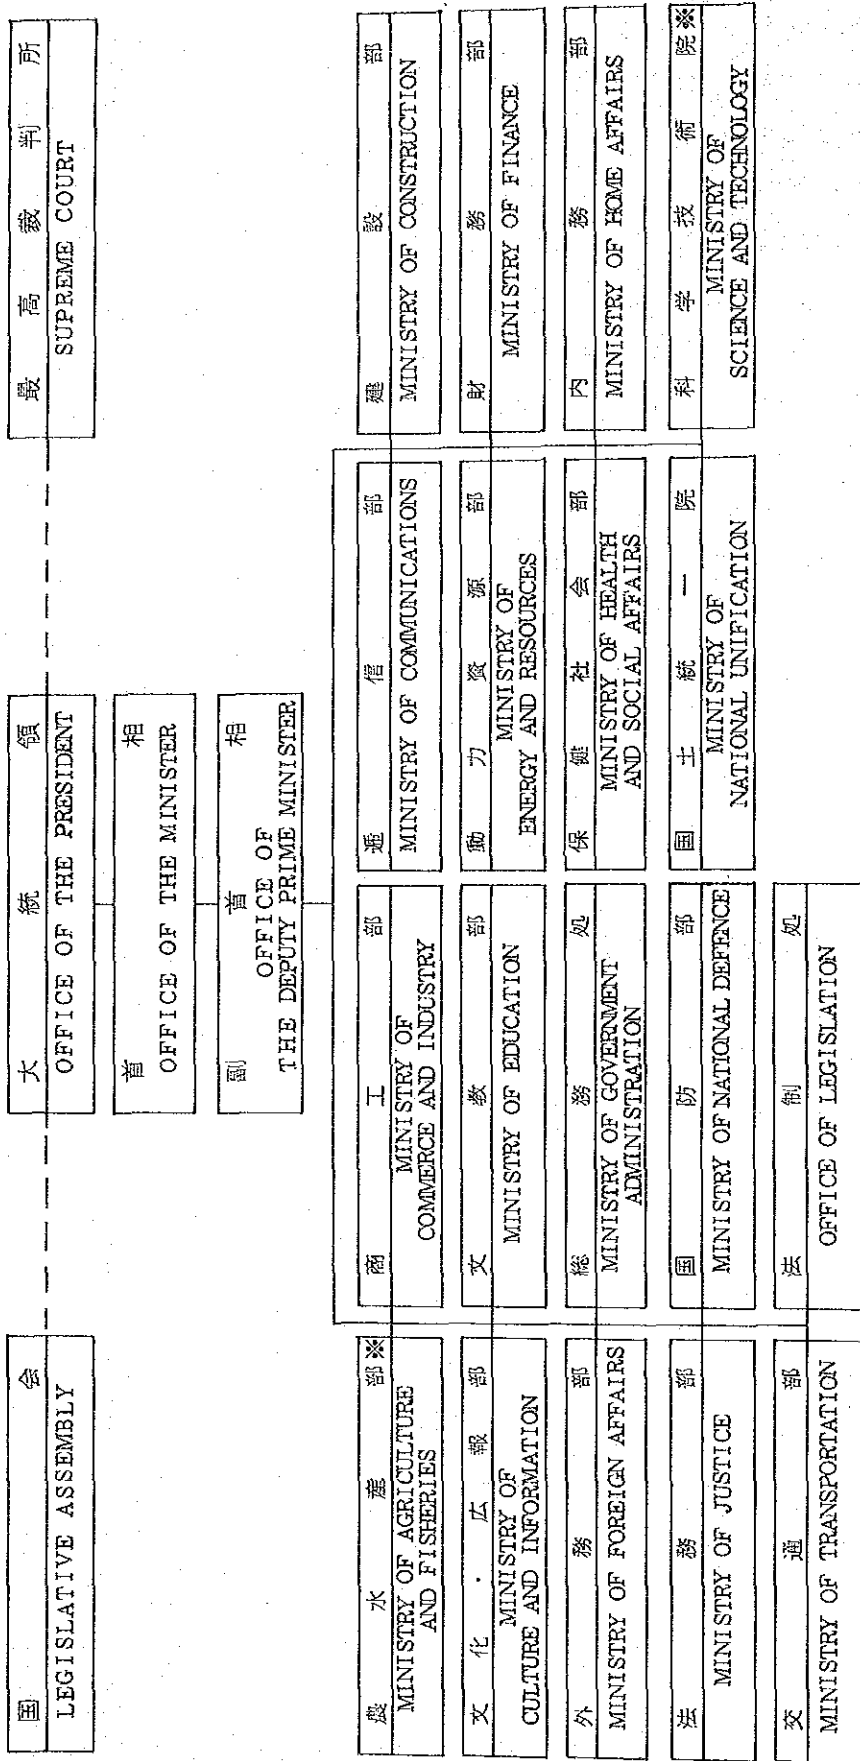 国会
LEGISLATIVE ASSEMBLY
大統領
OFFICE OF THE PRESIDENT
最高裁判所
SUPREME COURT
首相
OFFICE OF THE MINISTER
副首相
OFFICE OF
THE DEPUTY PRIME MINISTER
農水産部※
MINISTRY OF AGRICULTURE
AND FISHERIES
商工部
MINISTRY OF
COMMERCE AND INDUSTRY
逓信部
MINISTRY OF COMMUNICATIONS
建設部
MINISTRY OF CONSTRUCTION
文化・広報部
MINISTRY OF
CULTURE AND INFORMATION
文教部
MINISTRY OF EDUCATION
動力資源部
MINISTRY OF
ENERGY AND RESOURCES
財務部
MINISTRY OF FINANCE
外務部
MINISTRY OF FOREIGN AFFAIRS
総務処
MINISTRY OF GOVERNMENT
ADMINISTRATION
保健社会部
MINISTRY OF HEALTH
AND SOCIAL AFFAIRS
内務部
MINISTRY OF HOME AFFAIRS
法務部
MINISTRY OF JUSTICE
国防部
MINISTRY OF NATIONAL DEFENCE
国土統一院
MINISTRY OF
NATIONAL UNIFICATION
科学技術院※
MINISTRY OF
SCIENCE AND TECHNOLOGY
交通部
MINISTRY OF TRANSPORTATION
法制処
OFFICE OF LEGISLATION